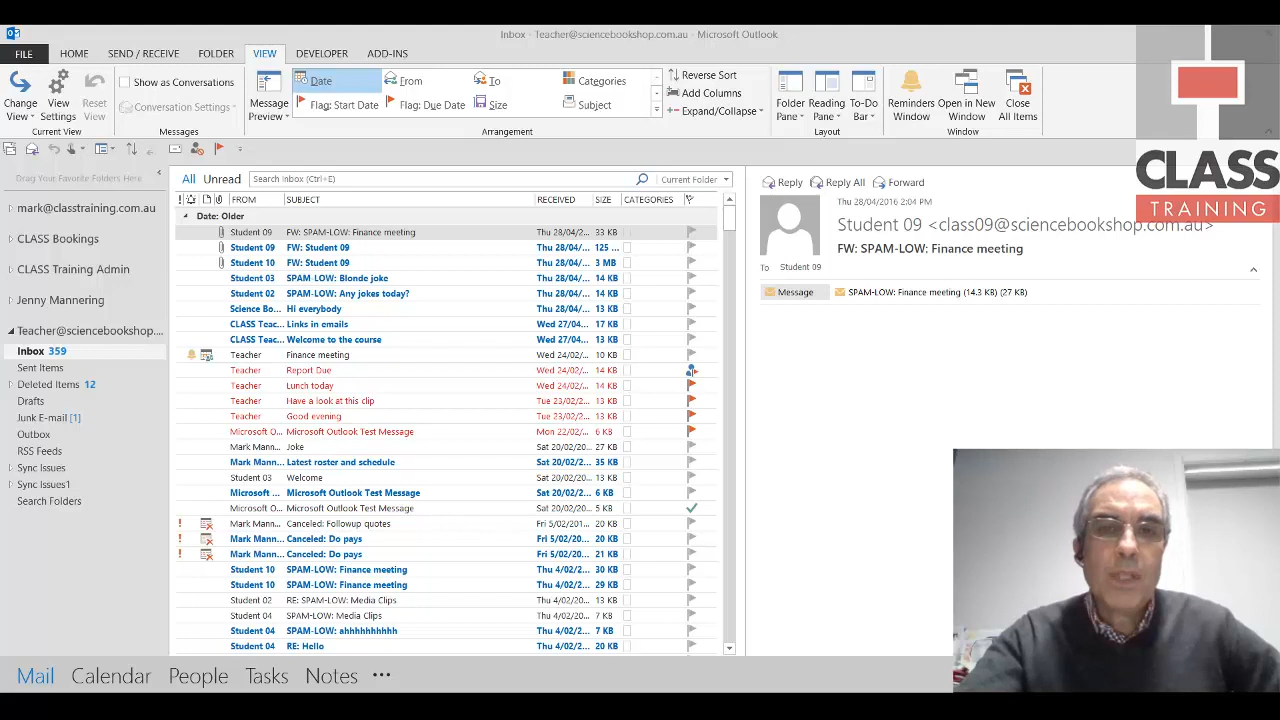 Inbox - Teacher@sciencebookshop.com.au - Microsoft Outlook
FILE HOME SEND / RECEIVE FOLDER VIEW DEVELOPER ADD-INS
Change View
View Settings
Reset View
Current View
Show as Conversations
Conversation Settings
Messages
Message Preview
Date From To Categories
Flag: Start Date Flag: Due Date Size Subject
Arrangement
Reverse Sort
Add Columns
Expand/Collapse
Folder Pane
Reading Pane
To-Do Bar
Layout
Reminders Window
Open in New Window
Close All Items
Window
CLASS
TRAINING
Drag Your Favorite Folders Here
mark@classtraining.com.au
CLASS Bookings
CLASS Training Admin
Jenny Mannering
Teacher@sciencebookshop....
Inbox 359
Sent Items
Deleted Items 12
Drafts
Junk E-mail [1]
Outbox
RSS Feeds
Sync Issues
Sync Issues1
Search Folders
All Unread Search Inbox (Ctrl+E) Current Folder
! FROM SUBJECT RECEIVED SIZE CATEGORIES
Date: Older
Student 09 FW: SPAM-LOW: Finance meeting Thu 28/04/2... 33 KB
Student 09 FW: Student 09 Thu 28/04/... 125 ...
Student 10 FW: Student 09 Thu 28/04/... 3 MB
Student 03 SPAM-LOW: Blonde joke Thu 28/04/... 14 KB
Student 02 SPAM-LOW: Any jokes today? Thu 28/04/... 14 KB
Science Bo... Hi everybody Thu 28/04/... 13 KB
CLASS Teac... Links in emails Wed 27/04... 17 KB
CLASS Teac... Welcome to the course Wed 27/04... 13 KB
Teacher Finance meeting Wed 24/02/... 10 KB
Teacher Report Due Wed 24/02/... 14 KB
Teacher Lunch today Wed 24/02/... 14 KB
Teacher Have a look at this clip Tue 23/02/2... 13 KB
Teacher Good evening Tue 23/02/2... 13 KB
Microsoft O... Microsoft Outlook Test Message Mon 22/02/... 6 KB
Mark Mann... Joke Sat 20/02/2... 27 KB
Mark Mann... Latest roster and schedule Sat 20/02/2... 35 KB
Student 03 Welcome Sat 20/02/2... 6 KB
Microsoft ... Microsoft Outlook Test Message Sat 20/02/2... 6 KB
Microsoft O... Microsoft Outlook Test Message Sat 20/02/2... 5 KB
! Mark Mann... Canceled: Followup quotes Fri 5/02/201... 20 KB
! Mark Mann... Canceled: Do pays Fri 5/02/20... 20 KB
! Mark Mann... Canceled: Do pays Fri 5/02/20... 21 KB
Student 10 SPAM-LOW: Finance meeting Thu 4/02/2... 30 KB
Student 10 SPAM-LOW: Finance meeting Thu 4/02/2... 29 KB
Student 02 RE: SPAM-LOW: Media Clips Thu 4/02/20... 13 KB
Student 04 SPAM-LOW: Media Clips Thu 4/02/20... 7 KB
Student 04 SPAM-LOW: ahhhhhhhhhh Thu 4/02/2... 7 KB
Student 04 RE: Hello Thu 4/02/2... 20 KB
Reply Reply All Forward
Thu 28/04/2016 2:04 PM
Student 09 <class09@sciencebookshop.com.au>
FW: SPAM-LOW: Finance meeting
To Student 09
Message SPAM-LOW: Finance meeting (14.3 KB) (27 KB)
Mail Calendar People Tasks Notes •••